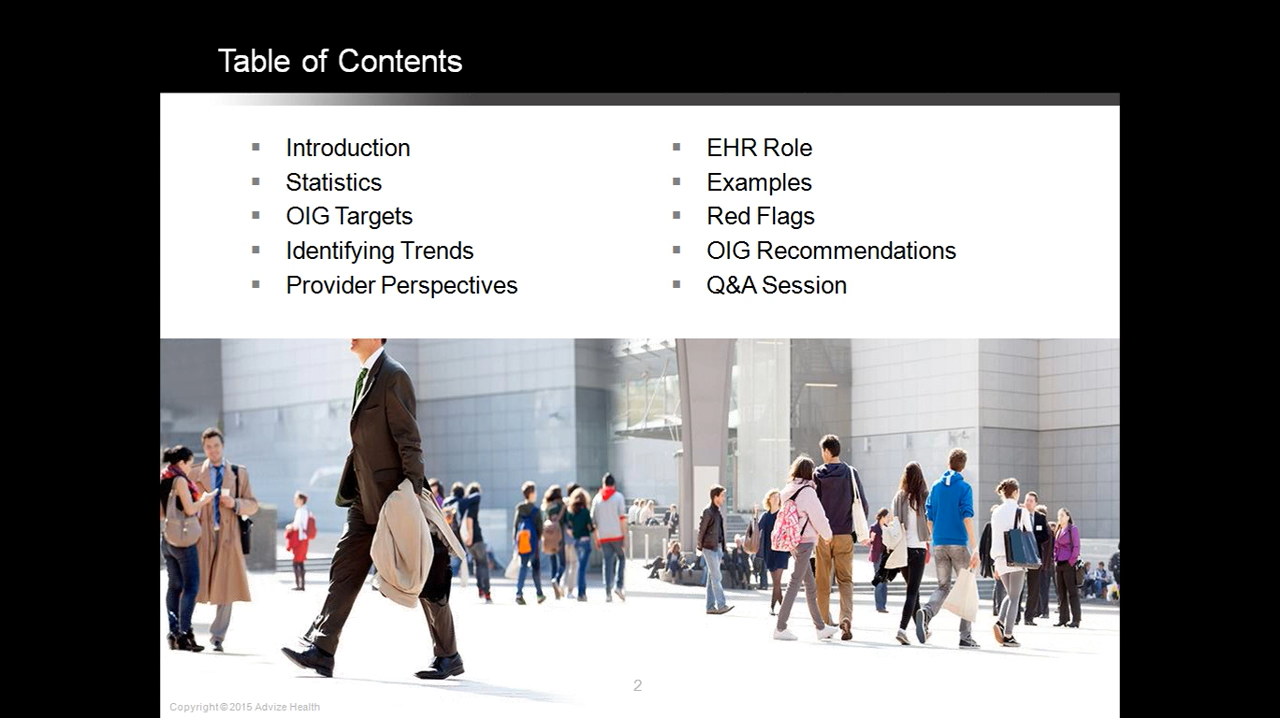 Table of Contents
▪ Introduction
▪ Statistics
▪ OIG Targets
▪ Identifying Trends
▪ Provider Perspectives
▪ EHR Role
▪ Examples
▪ Red Flags
▪ OIG Recommendations
▪ Q&A Session
2
Copyright © 2015 Advize Health